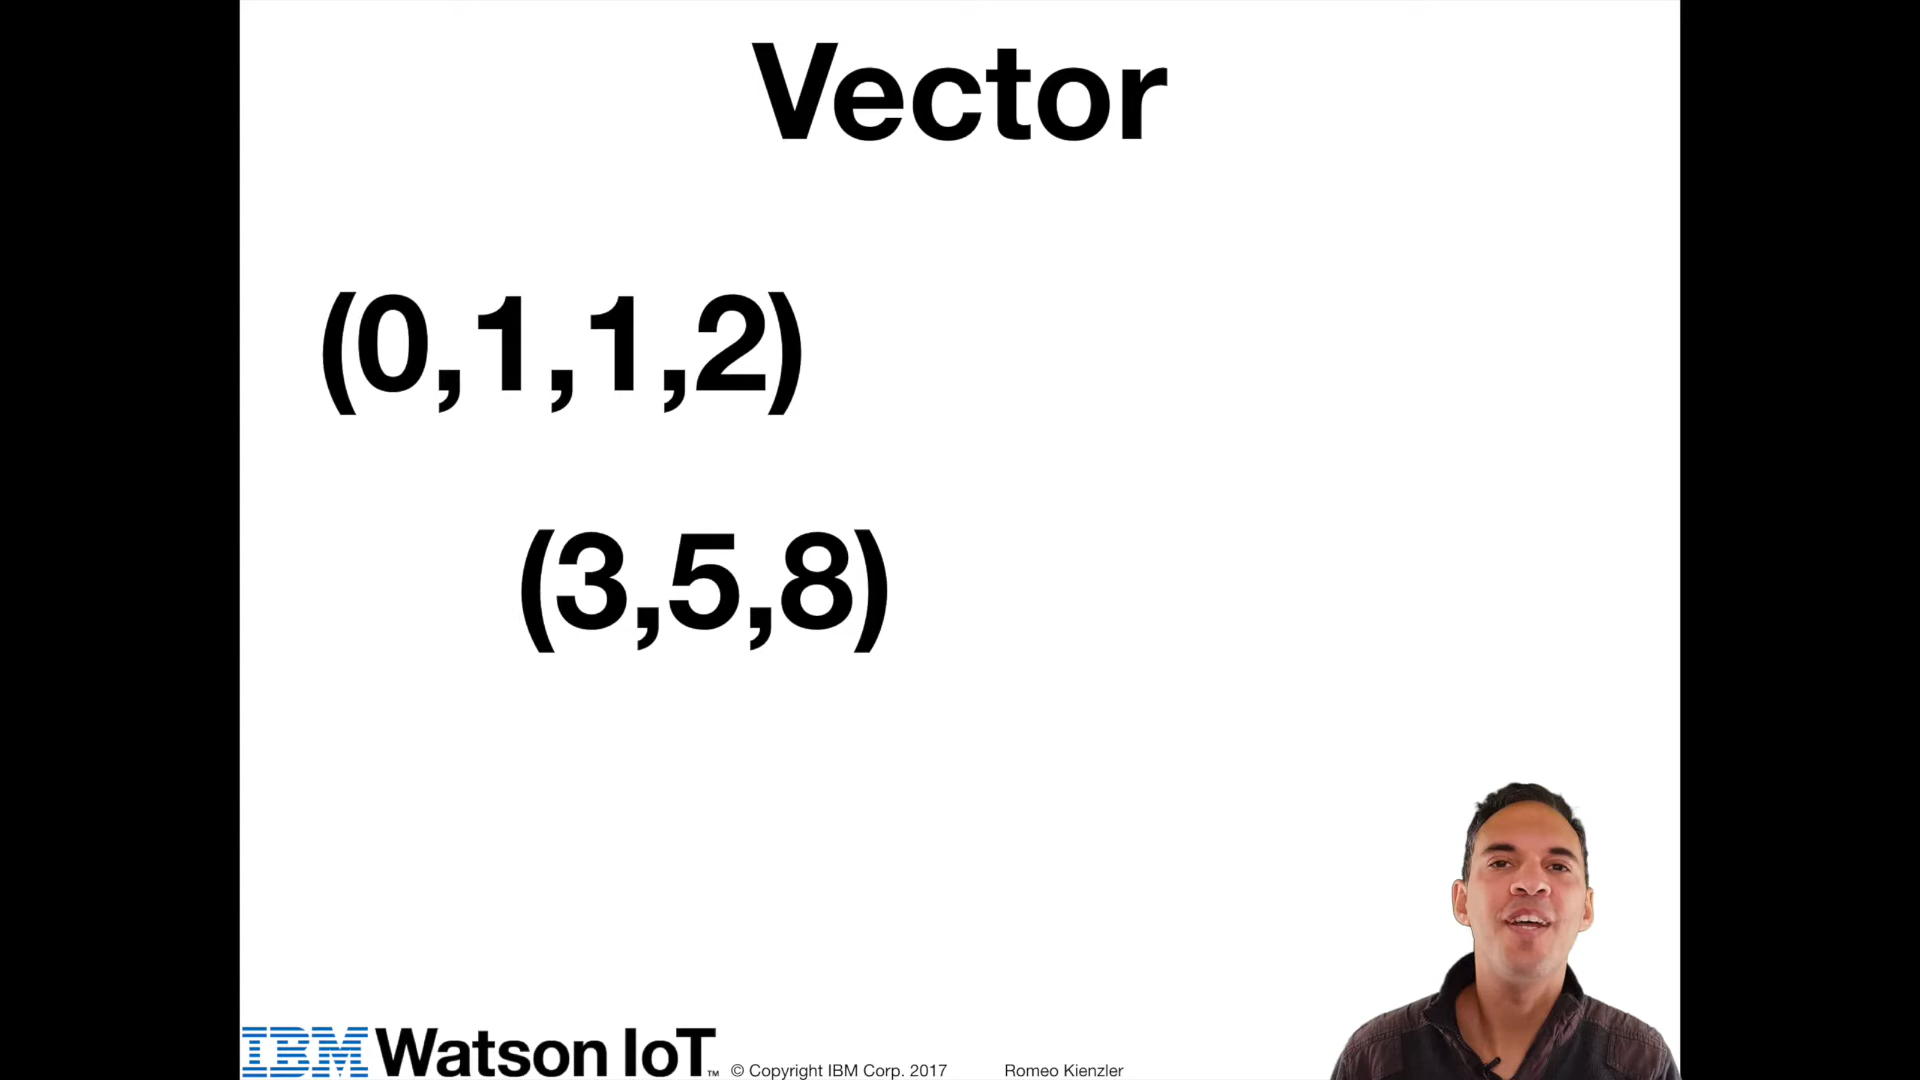 Vector
(0,1,1,2)
(3,5,8)
IBM Watson IoT™ © Copyright IBM Corp. 2017 Romeo Kienzler